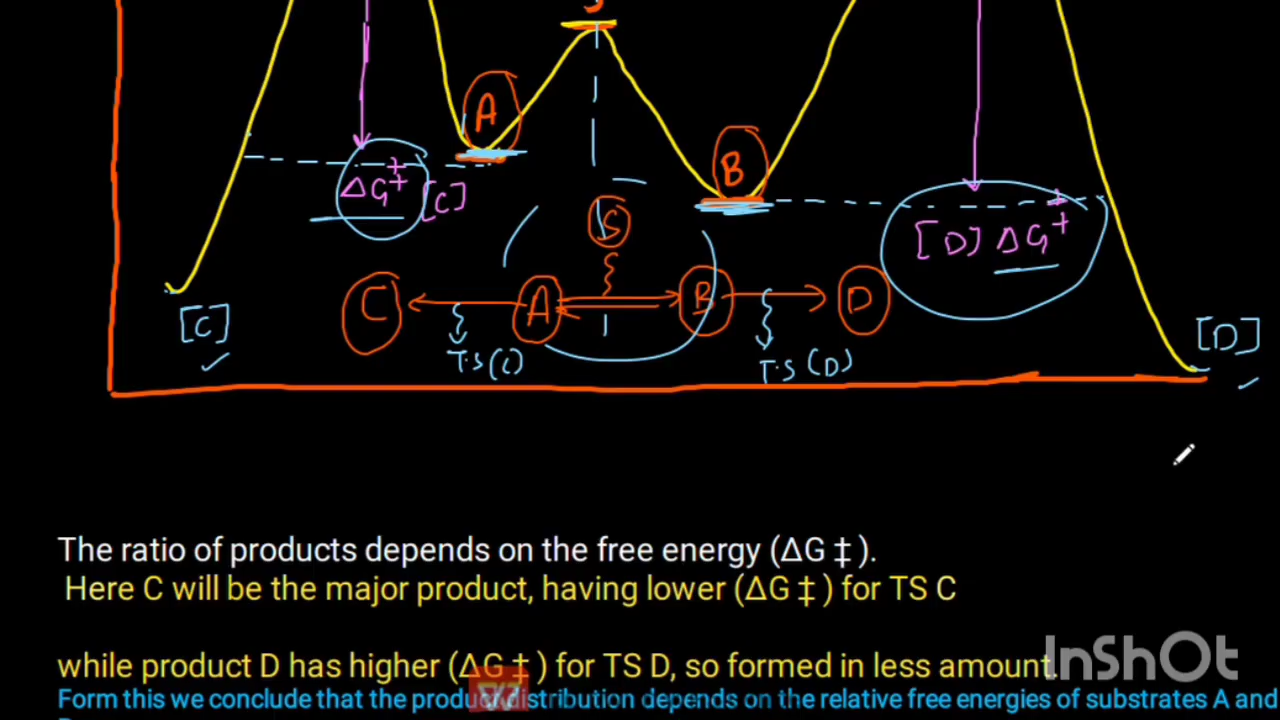 A
B
ΔG‡ [C]
S
[D] ΔG‡
C A B D
[C]
T.S(C) T.S(D)
[D]
The ratio of products depends on the free energy (ΔG ‡ ).
Here C will be the major product, having lower (ΔG ‡ ) for TS C
while product D has higher (ΔG ‡ ) for TS D, so formed in less amount.
InShOt
Form this we conclude that the product distribution depends on the relative free energies of substrates A and